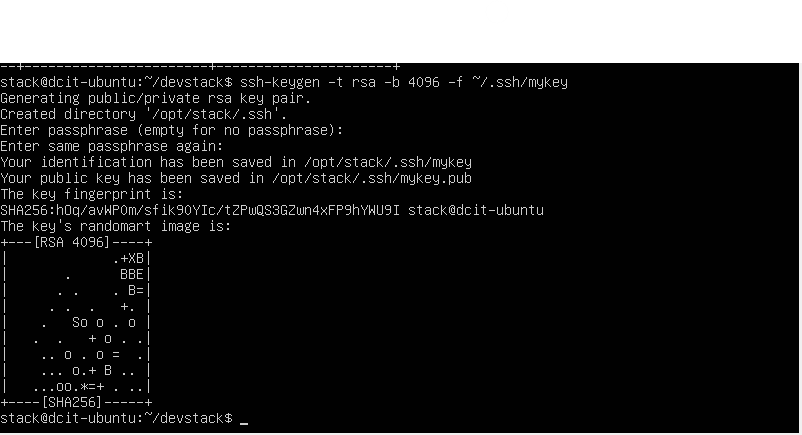 --+-----------------------+----------------------+
stack@dcit-ubuntu:~/devstack$ ssh-keygen -t rsa -b 4096 -f ~/.ssh/mykey
Generating public/private rsa key pair.
Created directory '/opt/stack/.ssh'.
Enter passphrase (empty for no passphrase):
Enter same passphrase again:
Your identification has been saved in /opt/stack/.ssh/mykey
Your public key has been saved in /opt/stack/.ssh/mykey.pub
The key fingerprint is:
SHA256:hOq/avWP0m/sfik90YIc/tZPwQS3GZwn4xFP9hYWU9I stack@dcit-ubuntu
The key's randomart image is:
+---[RSA 4096]----+
|             .+XB|
|       .      BBE|
|      . .    . B=|
|     . .  .   +. |
|    .   So o . o |
|   .  .   + o . .|
|    .. o . o =  .|
|    ... o.+ B .. |
|   ...oo.*=+ . ..|
+----[SHA256]-----+
stack@dcit-ubuntu:~/devstack$ _